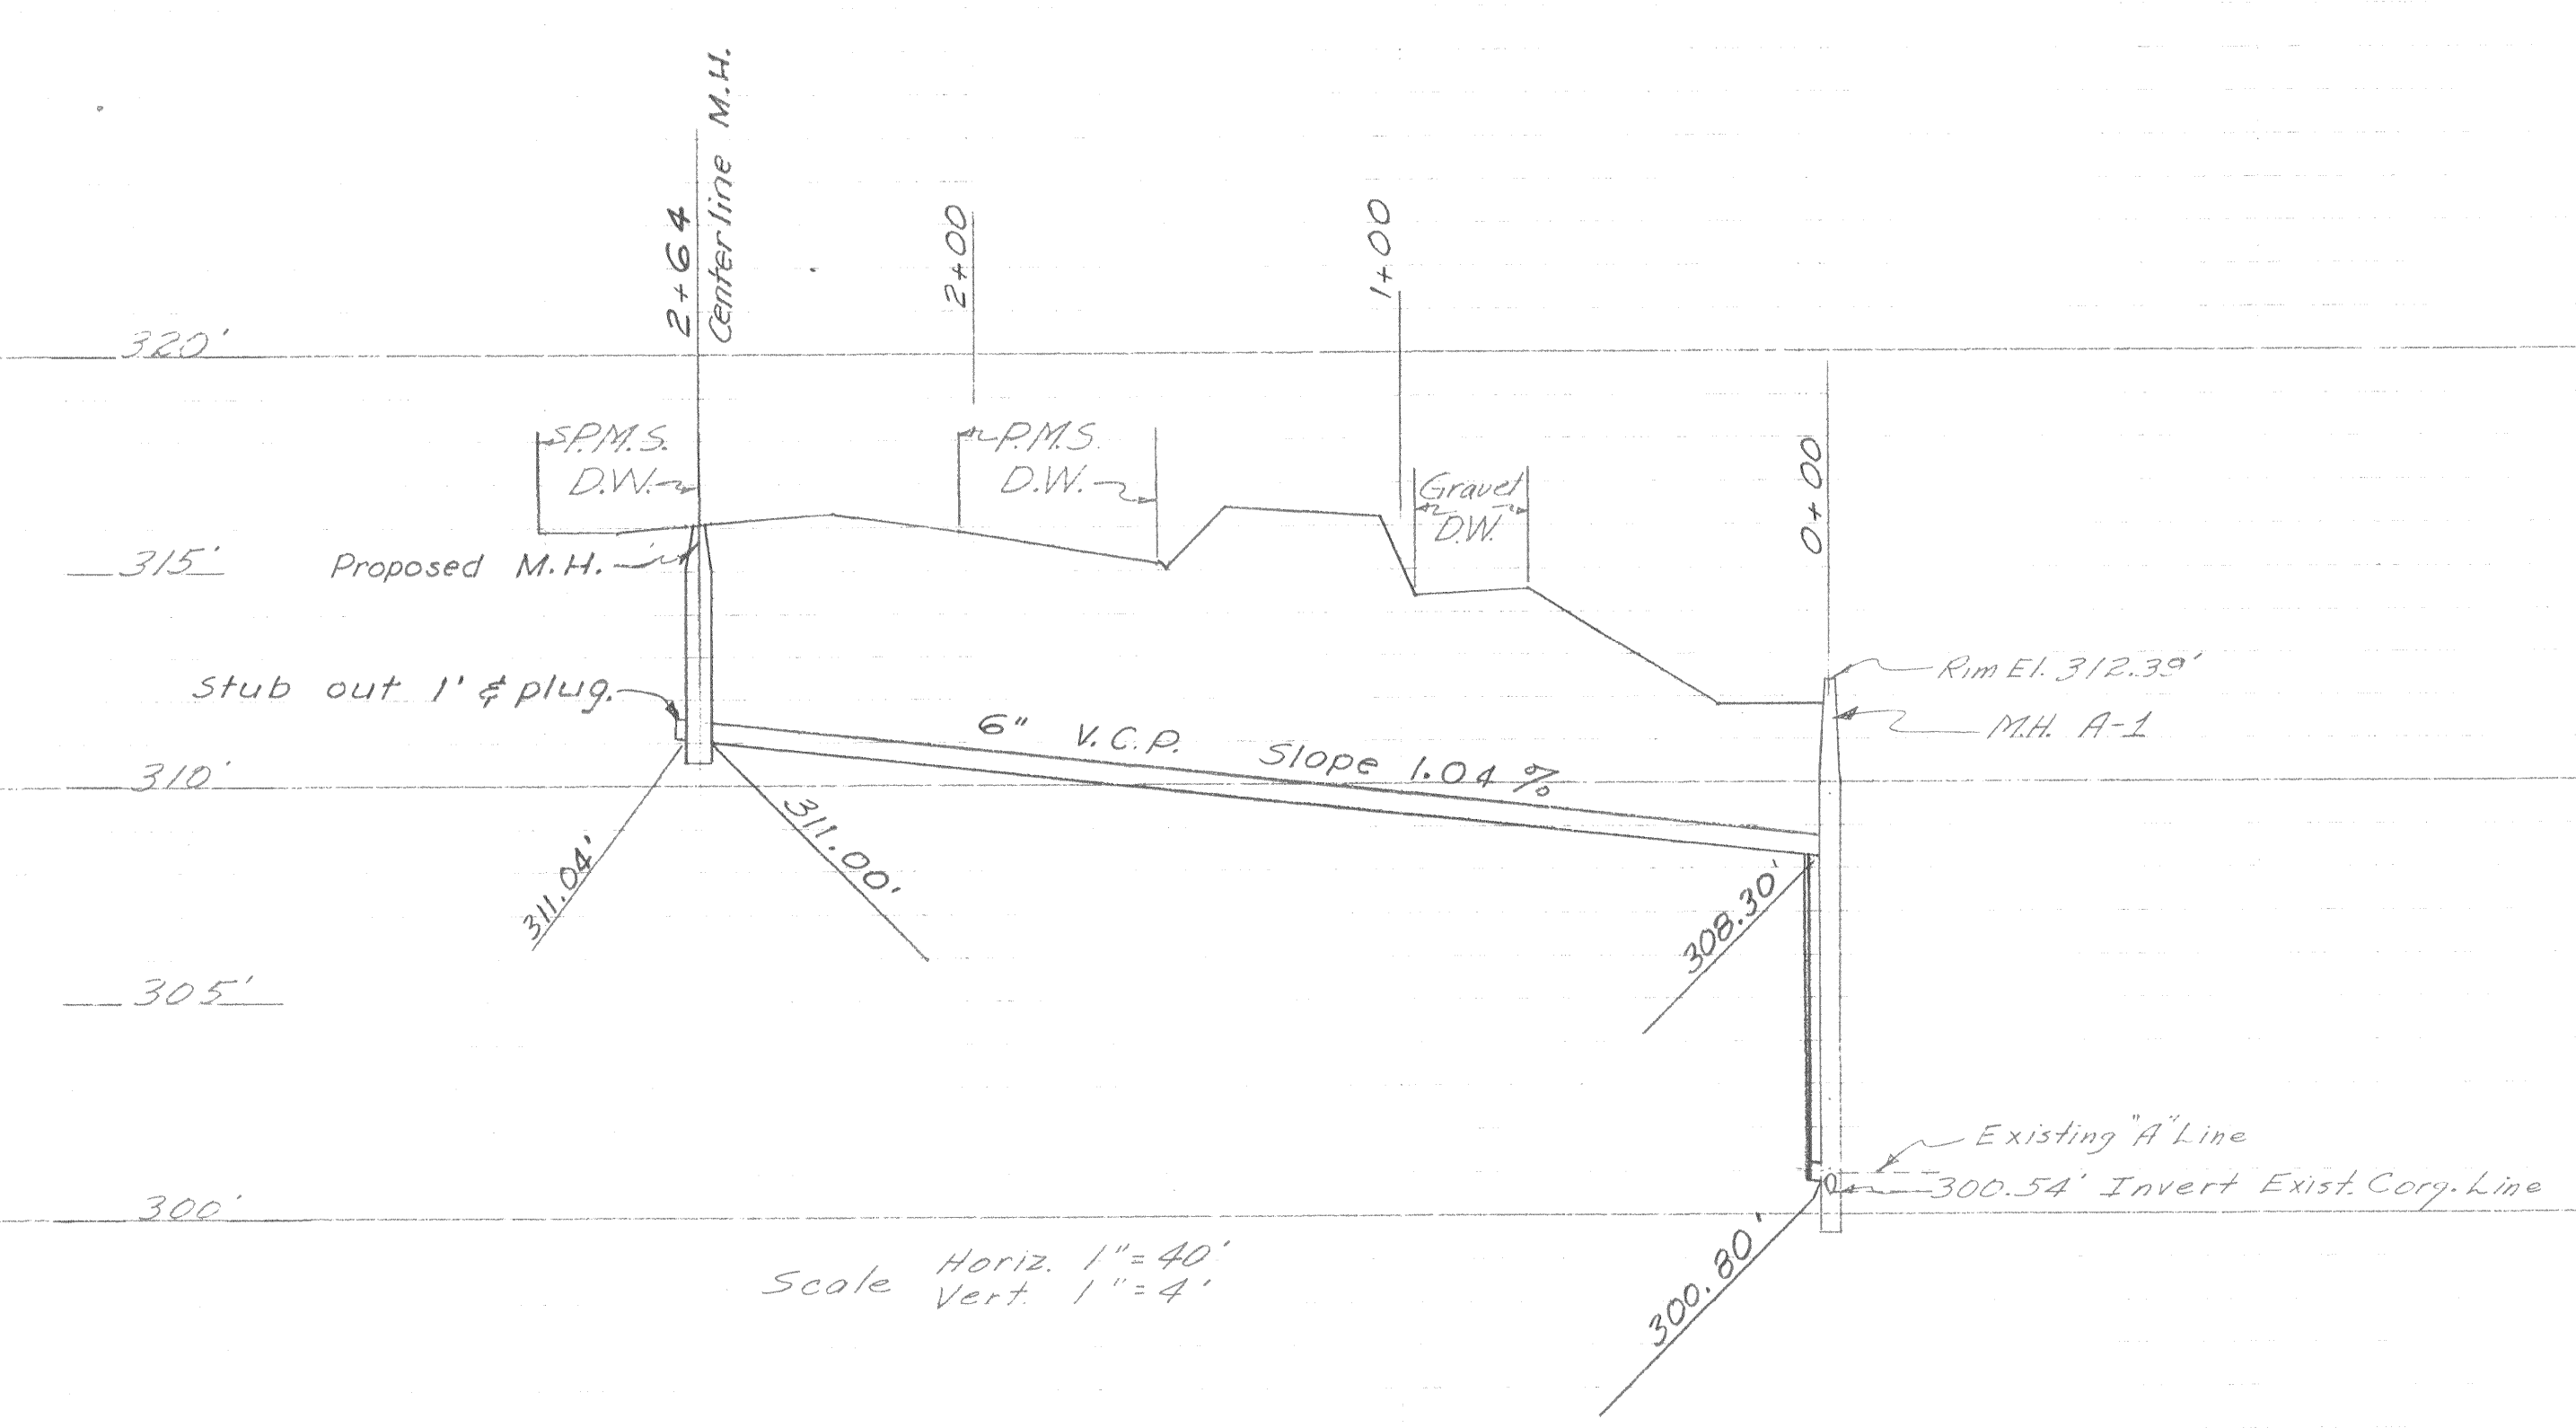 2+64
Centerline M.H.
2+00
1+00
320'
P.M.S.
D.W.
P.M.S.
D.W.
Gravel
D.W.
0+00
315'
Proposed M.H.
Rim El. 312.39'
Stub out 1' & plug.
M.H. A-1
6" V.C.P. Slope 1.04 %
310'
311.04'
311.00'
308.30'
305'
Existing "A" Line
300.54' Invert Exist. Corg. Line
300'
300.80'
Scale Horiz. 1"=40'
Vert. 1"=4'